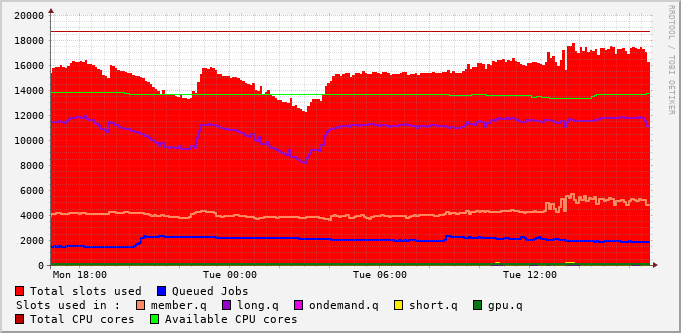 20000
18000
16000
14000
12000
10000
8000
6000
4000
2000
0
Mon 18:00 Tue 00:00 Tue 06:00 Tue 12:00
RRDTOOL / TOBI OETIKER
Total slots used Queued Jobs
Slots used in : member.q long.q ondemand.q short.q gpu.q
Total CPU cores Available CPU cores